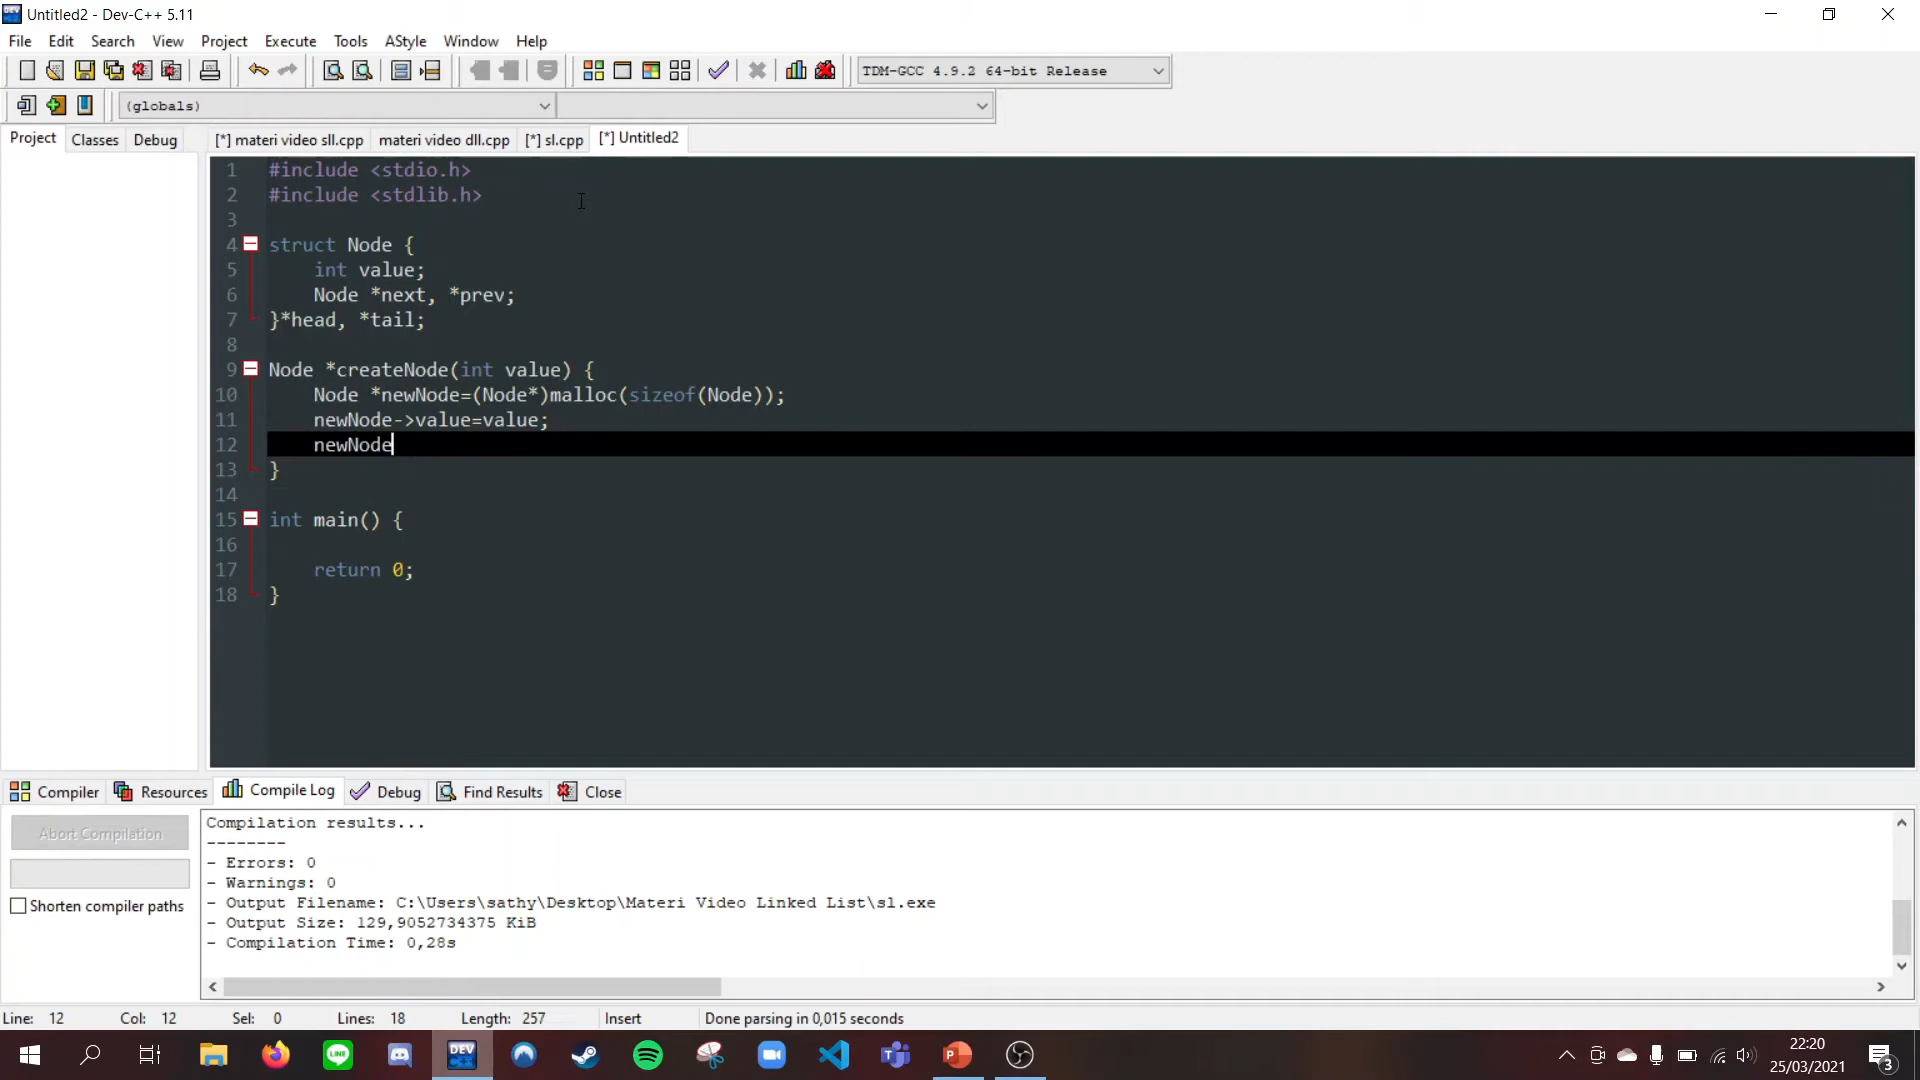 Untitled2 - Dev-C++ 5.11
File Edit Search View Project Execute Tools AStyle Window Help
TDM-GCC 4.9.2 64-bit Release
(globals)
Project Classes Debug [*] materi video sll.cpp materi video dll.cpp [*] sl.cpp [*] Untitled2
1 #include <stdio.h>
2 #include <stdlib.h>
3
4 struct Node {
5 int value;
6 Node *next, *prev;
7 }*head, *tail;
8
9 Node *createNode(int value) {
10 Node *newNode=(Node*)malloc(sizeof(Node));
11 newNode->value=value;
12 newNode
13 }
14
15 int main() {
16
17 return 0;
18 }
Compiler Resources Compile Log Debug Find Results Close
Abort Compilation
Shorten compiler paths
Compilation results...
--------
- Errors: 0
- Warnings: 0
- Output Filename: C:\Users\sathy\Desktop\Materi Video Linked List\sl.exe
- Output Size: 129,9052734375 KiB
- Compilation Time: 0,28s
Line: 12 Col: 12 Sel: 0 Lines: 18 Length: 257 Insert Done parsing in 0,015 seconds
DEV
LINE
22:20
25/03/2021
3